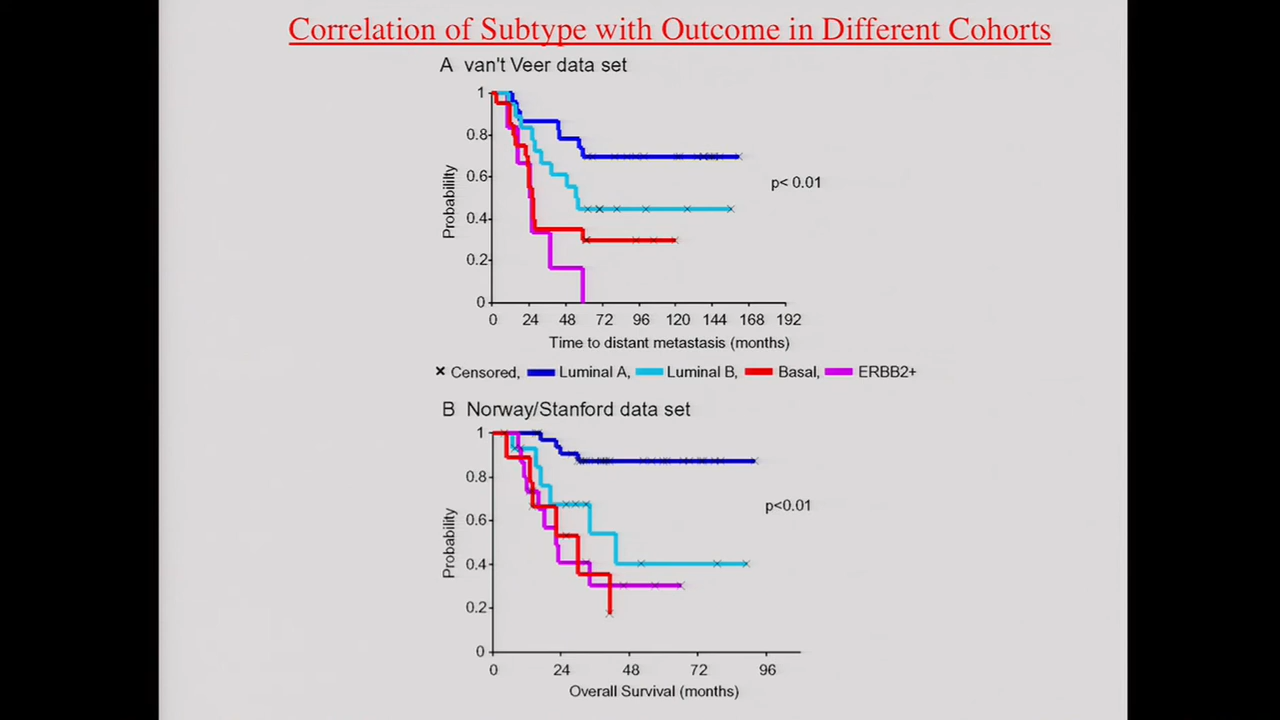 Correlation of Subtype with Outcome in Different Cohorts
A van't Veer data set
1
0.8
0.6
0.4
0.2
0
Probability
p< 0.01
0 24 48 72 96 120 144 168 192
Time to distant metastasis (months)
× Censored, Luminal A, Luminal B, Basal, ERBB2+
B Norway/Stanford data set
1
0.8
0.6
0.4
0.2
0
Probability
p<0.01
0 24 48 72 96
Overall Survival (months)